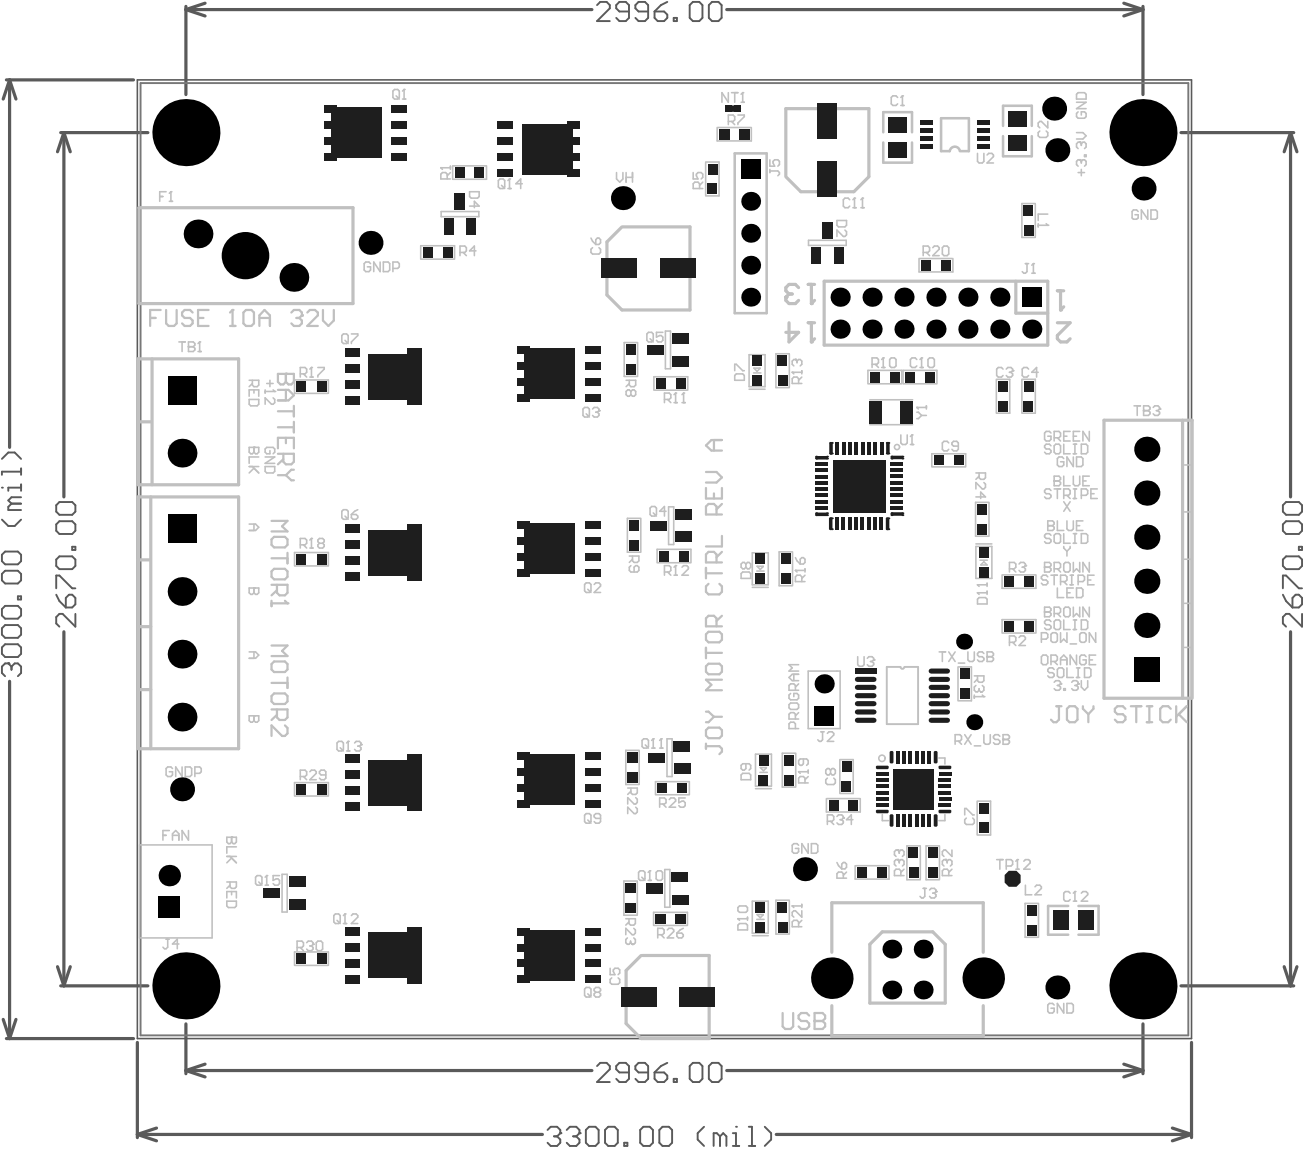 2996.00
3000.00 (mil)
2670.00
2670.00
Q1
Q14
R1
D4
R4
F1
GNDP
FUSE 10A 32V
VH
C6
NT1
R7
R5
J5
C11
C1
U2
C2
GND
+3.3V
GND
D2
L1
R20
J1
13
14
1
2
TB1
+12
RED
GND
BLK
BATTERY
Q7
R17
Q3
Q5
R8
R11
D7
R13
R10
C10
Y1
C3
C4
U1
C9
R24
TB3
GREEN
SOLID
GND
BLUE
STRIPE
X
BLUE
SOLID
Y
BROWN
STRIPE
LED
BROWN
SOLID
POW_ON
ORANGE
SOLID
3.3V
JOY STICK
A
B
MOTOR1
A
B
MOTOR2
Q6
R18
Q2
Q4
R9
R12
D8
R16
D11
R3
R2
JOY MOTOR CTRL REV A
TX_USB
U3
R31
PROGRAM
J2
RX_USB
GNDP
Q13
R29
Q9
Q11
R22
R25
D9
R19
C8
R34
C7
FAN
BLK
RED
J4
Q15
Q12
R30
Q8
Q10
R23
R26
C5
D10
R21
GND
R6
R33
R32
TP12
L2
C12
J3
USB
GND
2996.00
3300.00 (mil)